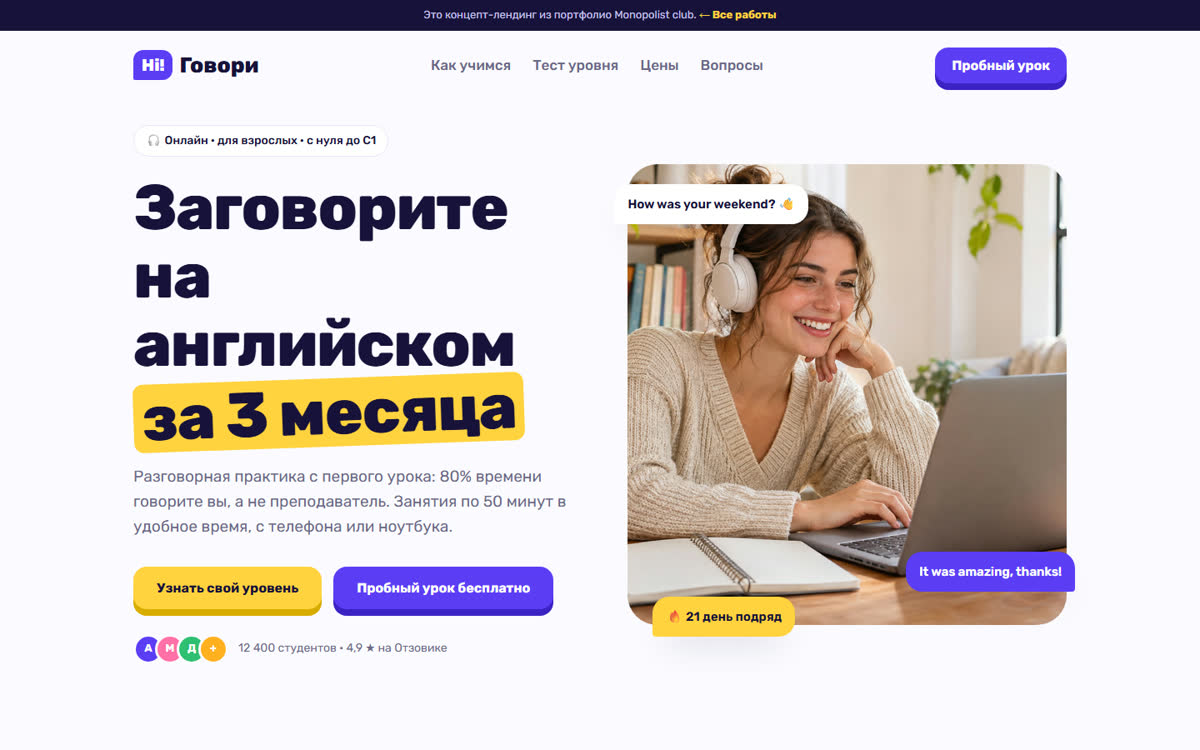 Это концепт-лендинг из портфолио Monopolist club. ← Все работы
Hi! Говори
Как учимся Тест уровня Цены Вопросы
Пробный урок
🎧 Онлайн • для взрослых • с нуля до C1
Заговорите
на
английском
за 3 месяца
Разговорная практика с первого урока: 80% времени
говорите вы, а не преподаватель. Занятия по 50 минут в
удобное время, с телефона или ноутбука.
Узнать свой уровень
Пробный урок бесплатно
А М Д +
12 400 студентов • 4,9 ★ на Отзовике
How was your weekend? 👋
It was amazing, thanks!
🔥 21 день подряд